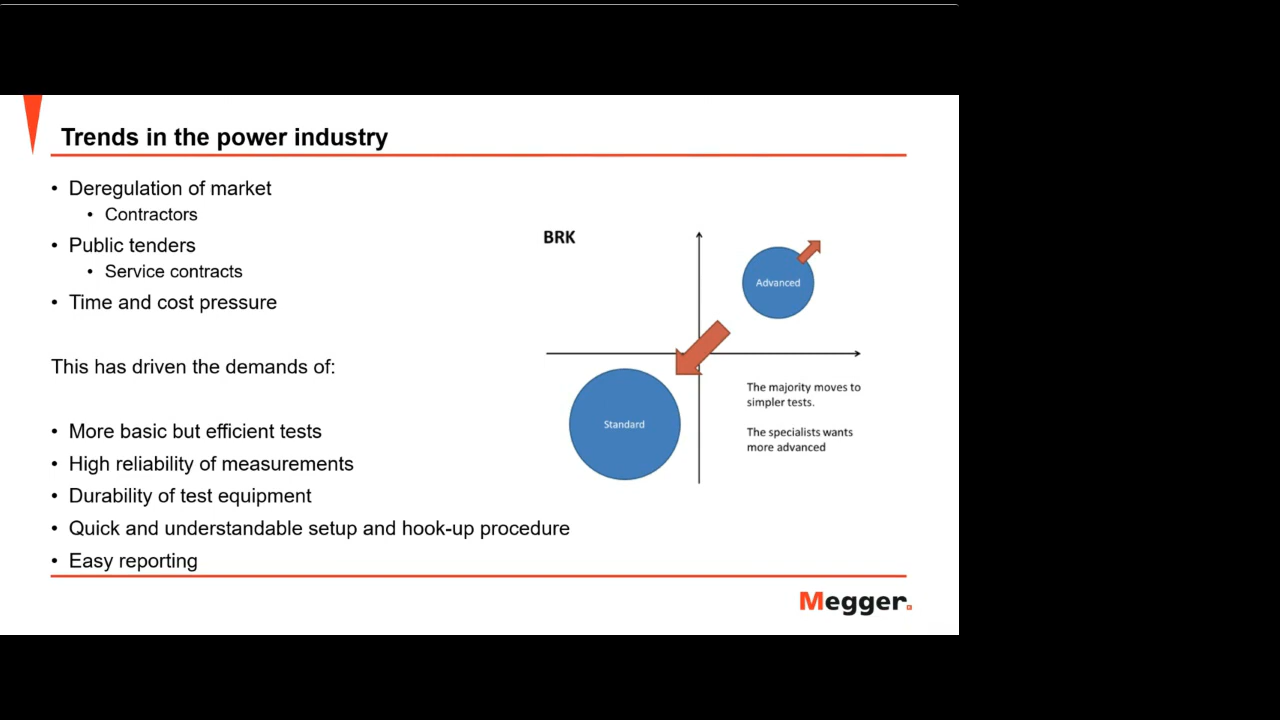 Trends in the power industry
• Deregulation of market
• Contractors
• Public tenders
• Service contracts
• Time and cost pressure
This has driven the demands of:
• More basic but efficient tests
• High reliability of measurements
• Durability of test equipment
• Quick and understandable setup and hook-up procedure
• Easy reporting
BRK
Advanced
Standard
The majority moves to
simpler tests.
The specialists wants
more advanced
Megger.